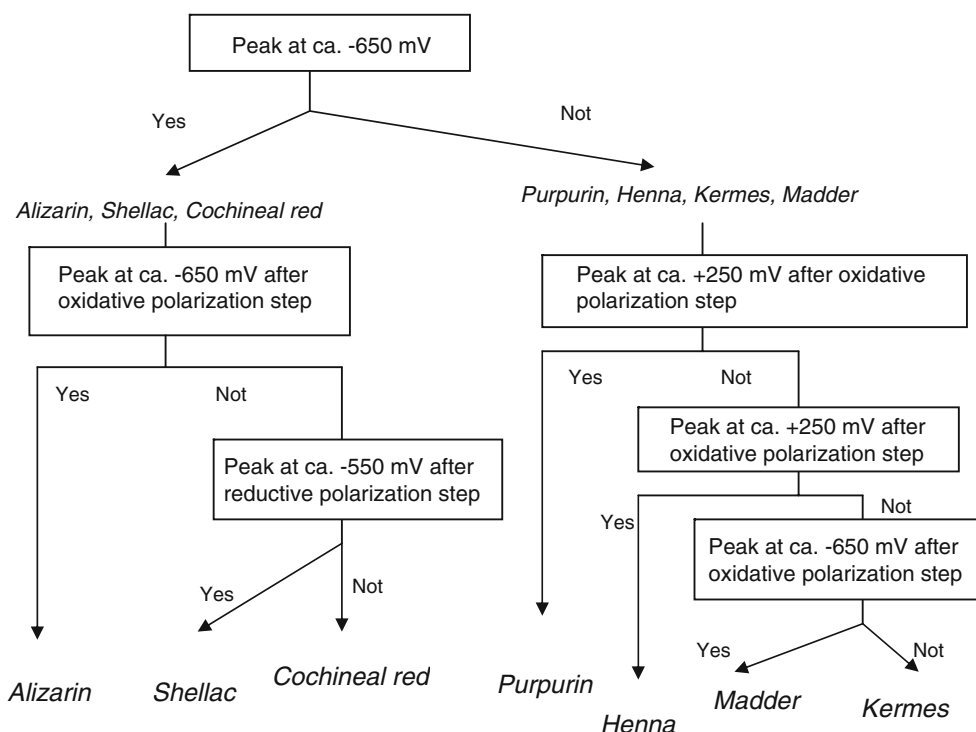 Peak at ca. -650 mV
Yes
Not
Alizarin, Shellac, Cochineal red
Purpurin, Henna, Kermes, Madder
Peak at ca. -650 mV after
oxidative polarization step
Peak at ca. +250 mV after oxidative
polarization step
Yes
Not
Yes
Not
Peak at ca. -550 mV after
reductive polarization step
Peak at ca. +250 mV after
oxidative polarization step
Yes
Not
Yes
Not
Peak at ca. -650 mV after
oxidative polarization step
Yes
Not
Alizarin
Shellac
Cochineal red
Purpurin
Henna
Madder
Kermes